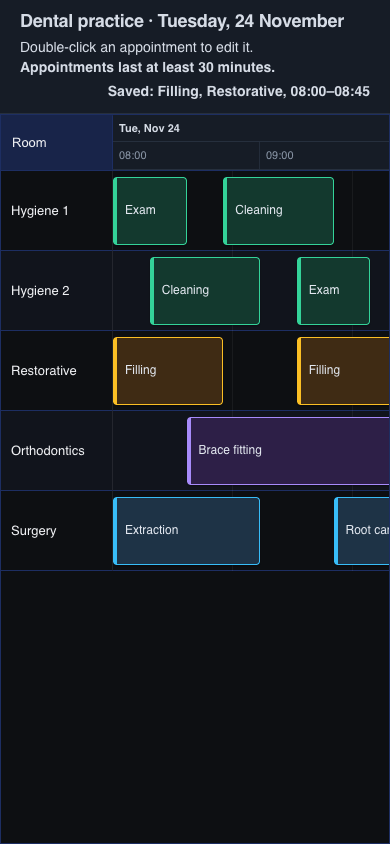 Dental practice · Tuesday, 24 November
Double-click an appointment to edit it.
Appointments last at least 30 minutes.
Saved: Filling, Restorative, 08:00–08:45
Room
Tue, Nov 24
08:00
09:00
Hygiene 1
Exam
Cleaning
Hygiene 2
Cleaning
Exam
Restorative
Filling
Filling
Orthodontics
Brace fitting
Surgery
Extraction
Root